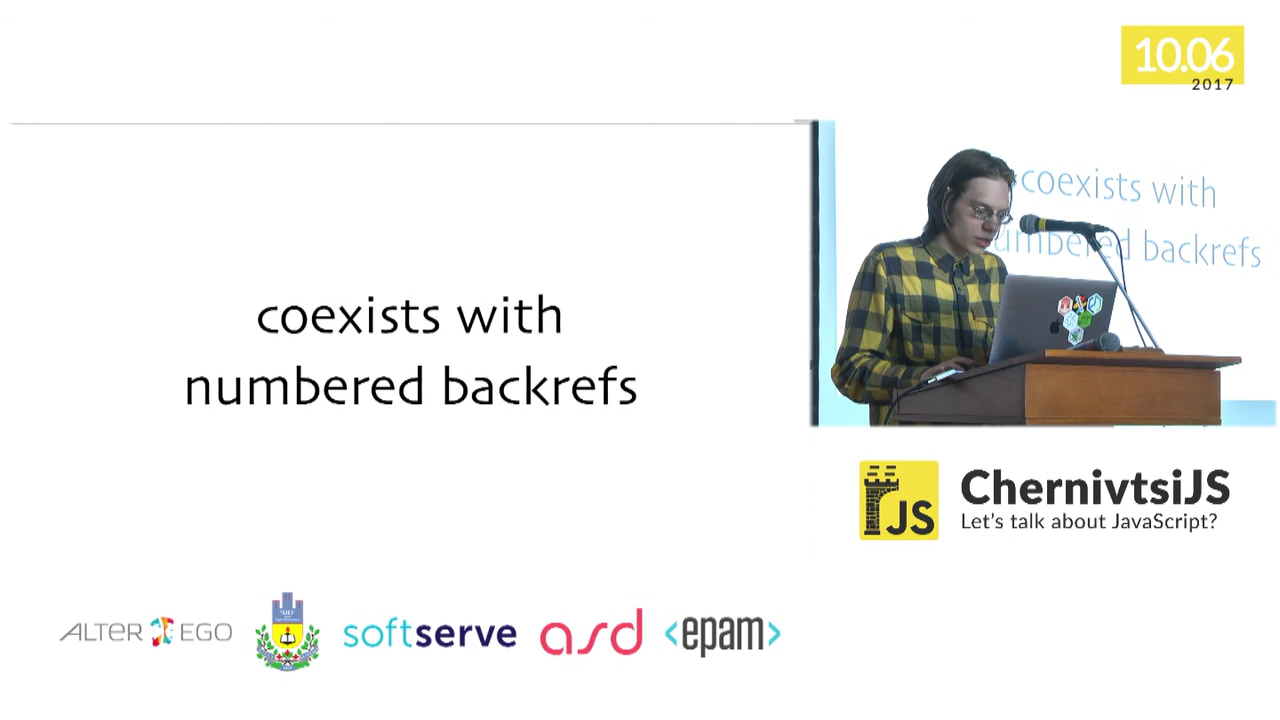 10.06
2017
coexists with
numbered backrefs
coexists with
numbered backrefs
JS
ChernivtsiJS
Let's talk about JavaScript?
ALTER EGO
softserve
asd
<epam>